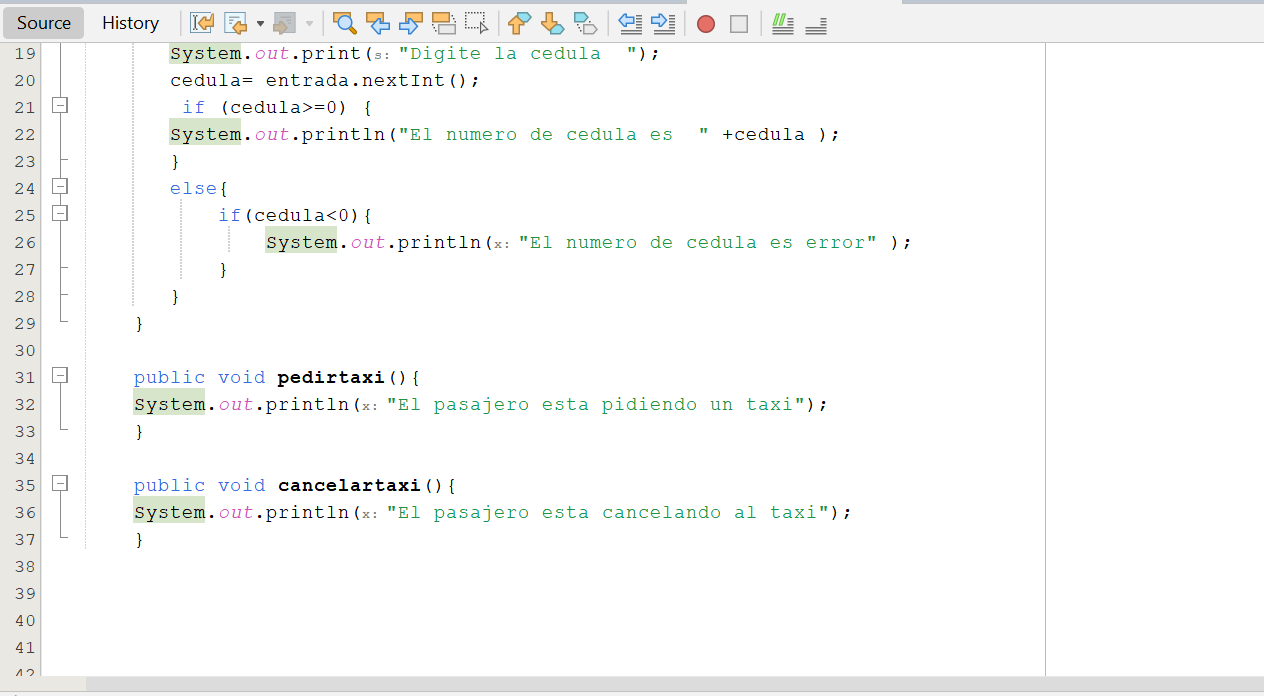 Source History
19 System.out.print(s: "Digite la cedula  ");
20 cedula= entrada.nextInt();
21 if (cedula>=0) {
22 System.out.println("El numero de cedula es  " +cedula );
23 }
24 else{
25 if(cedula<0){
26 System.out.println(x: "El numero de cedula es error" );
27 }
28 }
29 }
30
31 public void pedirtaxi(){
32 System.out.println(x: "El pasajero esta pidiendo un taxi");
33 }
34
35 public void cancelartaxi(){
36 System.out.println(x: "El pasajero esta cancelando al taxi");
37 }
38
39
40
41
42